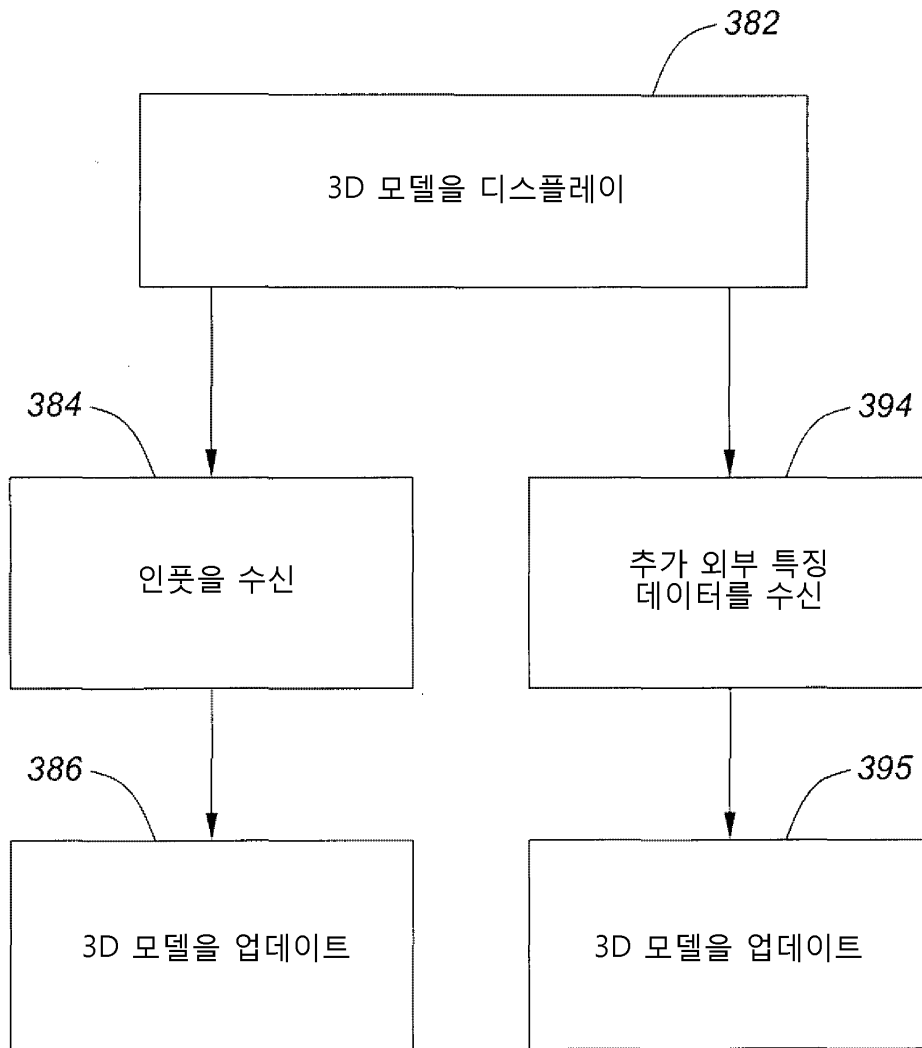 382
3D 모델을 디스플레이
384
394
인풋을 수신
추가 외부 특징
데이터를 수신
386
395
3D 모델을 업데이트
3D 모델을 업데이트